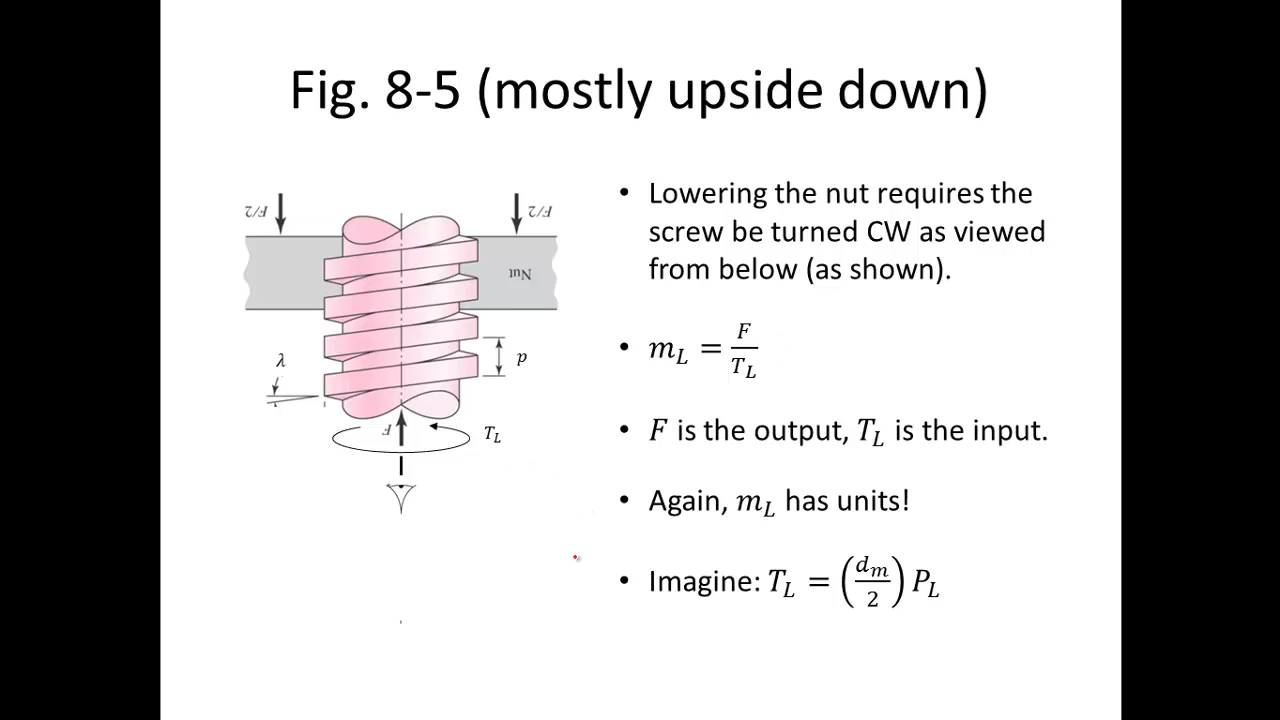 Fig. 8-5 (mostly upside down)
F/2
F/2
Nut
λ
p
F
T_L
• Lowering the nut requires the
screw be turned CW as viewed
from below (as shown).
• m_L = F/T_L
• F is the output, T_L is the input.
• Again, m_L has units!
• Imagine: T_L = (d_m/2) P_L